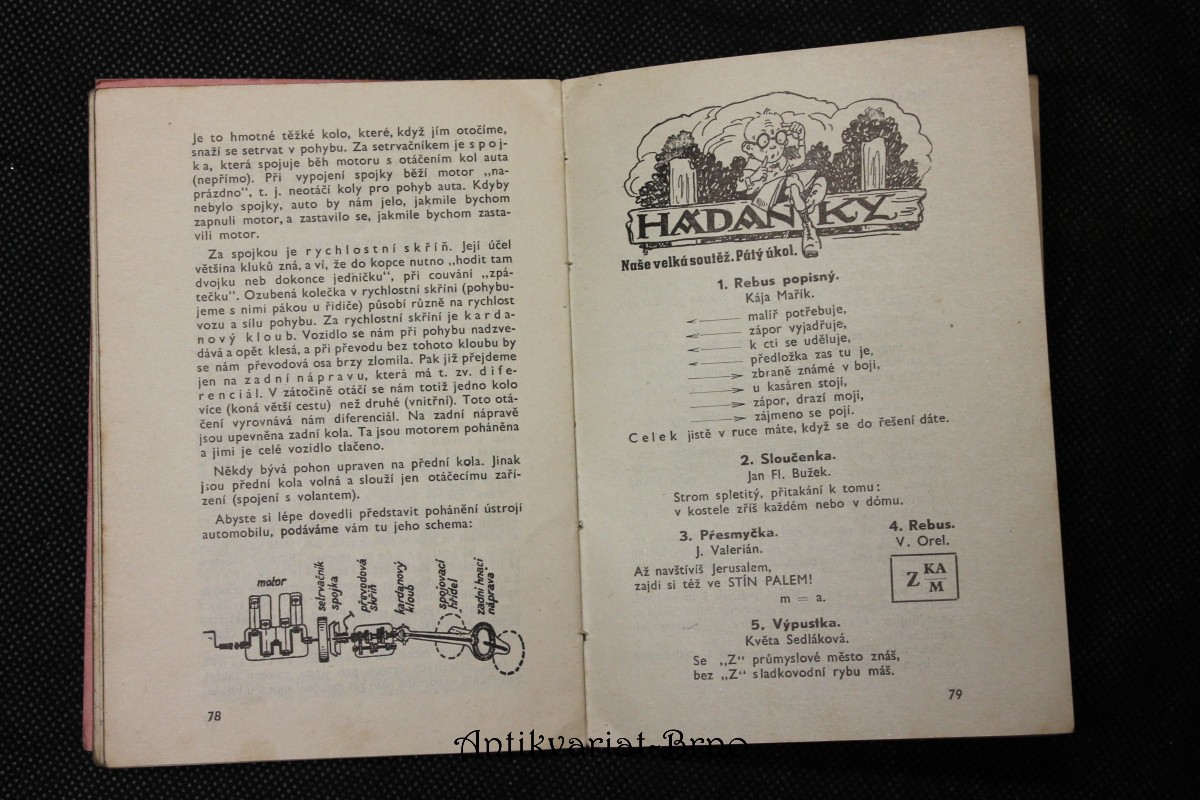 Je to hmotné těžké kolo, které, když jím otočíme,
snaží se setrvat v pohybu. Za setrvačníkem je spoj-
ka, která spojuje běh motoru s otáčením kol auta
(nepřímo). Při vypojení spojky běží motor „na-
prázdno“, t. j. neotáčí koly pro pohyb auta. Kdyby
nebylo spojky, auto by nám jelo, jakmile bychom
zapnuli motor, a zastavilo se, jakmile bychom zasta-
vili motor.
Za spojkou je rychlostní skříň. Její účel
většina kluků zná, a ví, že do kopce nutno „hodit tam
dvojku neb dokonce jedničku“, při couvání „zpá-
tečku“. Ozubená kolečka v rychlostní skříni (pohybu-
jeme s nimi pákou u řidiče) působí různě na rychlost
vozu a sílu pohybu. Za rychlostní skříní je karda-
nový kloub. Vozidlo se nám při pohybu nadzve-
dává a opět klesá, a při převodu bez tohoto kloubu by
se nám převodová osa brzy zlomila. Pak již přejdeme
jen na zadní nápravu, která má t. zv. dife-
renciál. V zátočině otáčí se nám totiž jedno kolo
více (koná větší cestu) než druhé (vnitřní). Toto otá-
čení vyrovnává nám diferenciál. Na zadní nápravě
jsou upevněna zadní kola. Ta jsou motorem poháněna
a jimi je celé vozidlo tlačeno.
Někdy bývá pohon upraven na přední kola. Jinak
jsou přední kola volná a slouží jen otáčecímu zaří-
zení (spojení s volantem).
Abyste si lépe dovedli představit pohánění ústrojí
automobilu, podáváme vám tu jeho schema:
motor
setrvačník
spojka
převodová
skříň
kardanový
kloub
spojovací
hřídel
zadní hnací
náprava
78
HÁDANKY
Naše velká soutěž. Pátý úkol.
1. Rebus popisný.
Kája Mařík.
malíř potřebuje,
zápor vyjadřuje,
k cti se uděluje,
předložka zas tu je,
zbraně známé v boji,
u kasáren stojí,
zápor, drazí moji,
zájmeno se pojí.
Celek jistě v ruce máte, když se do řešení dáte.
2. Sloučenka.
Jan Fl. Bužek.
Strom spletitý, přitakání k tomu:
v kostele zříš každém nebo v dómu.
3. Přesmyčka.
J. Valerián.
Až navštívíš Jerusalem,
zajdi si též ve STÍN PALEM!
m = a.
4. Rebus.
V. Orel.
Z KA
M
5. Výpustka.
Květa Sedláková.
Se „Z“ průmyslové město znáš,
bez „Z“ sladkovodní rybu máš.
79
Antikvariat-Brno